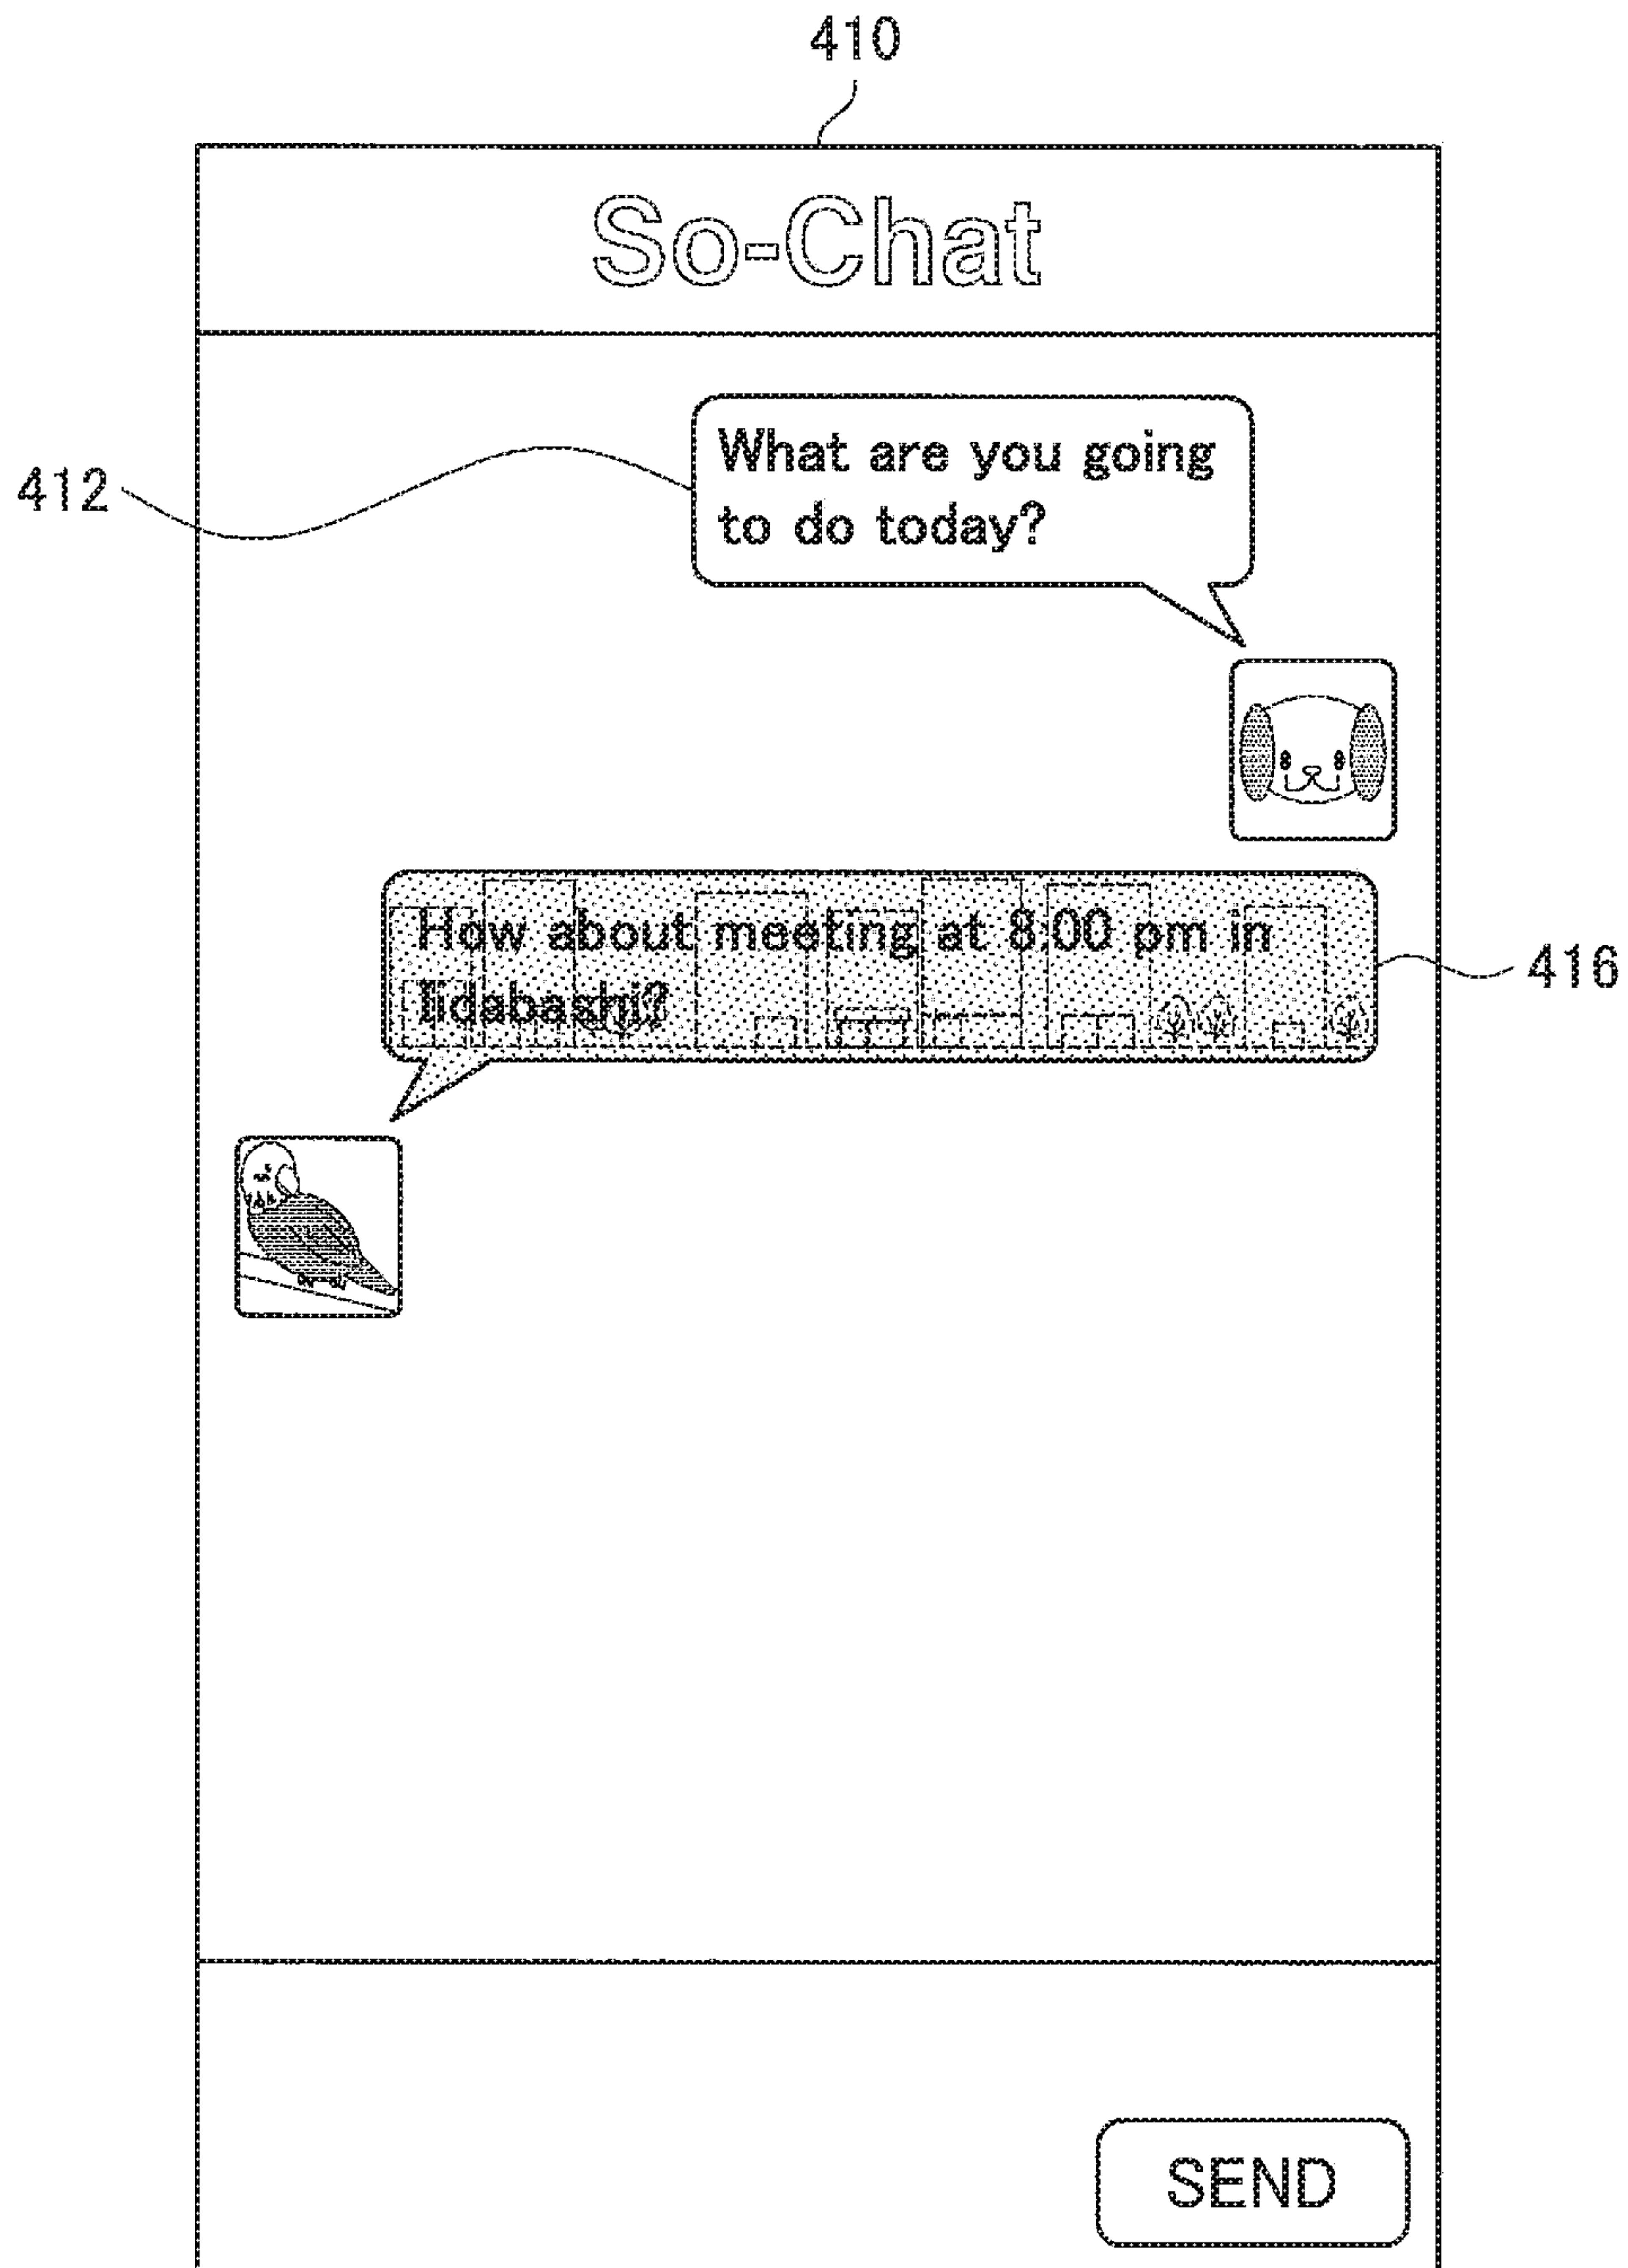 410
So-Chat
412
What are you going
to do today?
How about meeting at 8:00 pm in
Iidabashi?
416
SEND